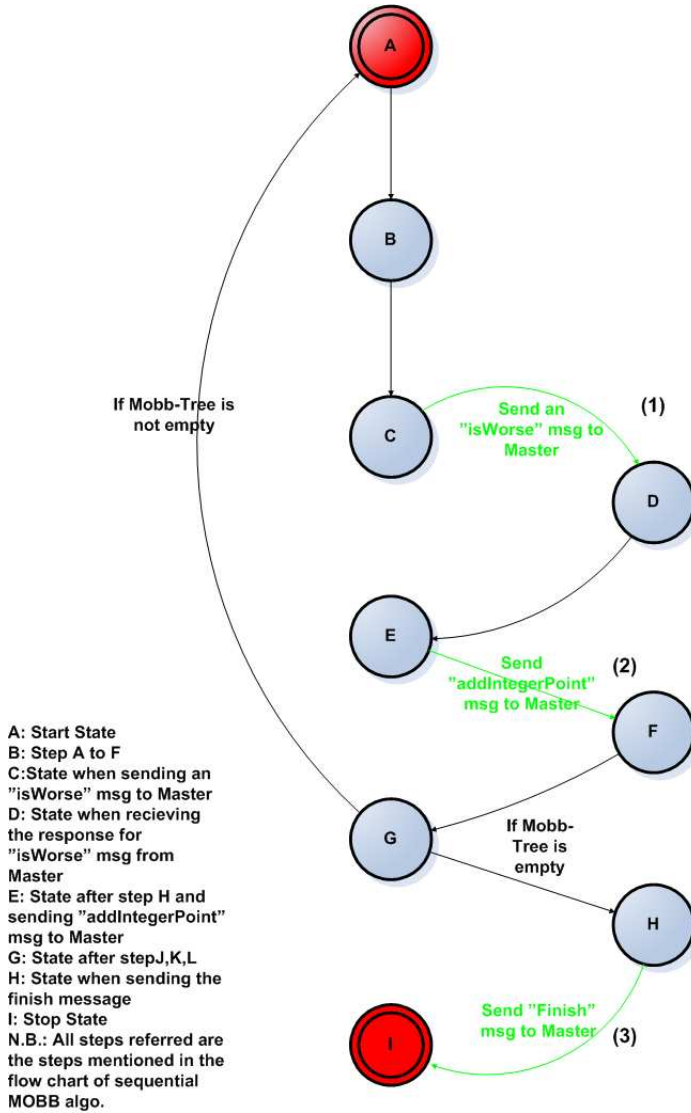 A
B
If Mobb-Tree is
not empty
C
Send an
"isWorse" msg to
Master
(1)
D
E
Send
"addIntegerPoint"
msg to Master
(2)
F
G
If Mobb-
Tree is
empty
H
Send "Finish"
msg to Master
(3)
I
A: Start State
B: Step A to F
C:State when sending an
"isWorse" msg to Master
D: State when recieving
the response for
"isWorse" msg from
Master
E: State after step H and
sending "addIntegerPoint"
msg to Master
G: State after stepJ,K,L
H: State when sending the
finish message
I: Stop State
N.B.: All steps referred are
the steps mentioned in the
flow chart of sequential
MOBB algo.